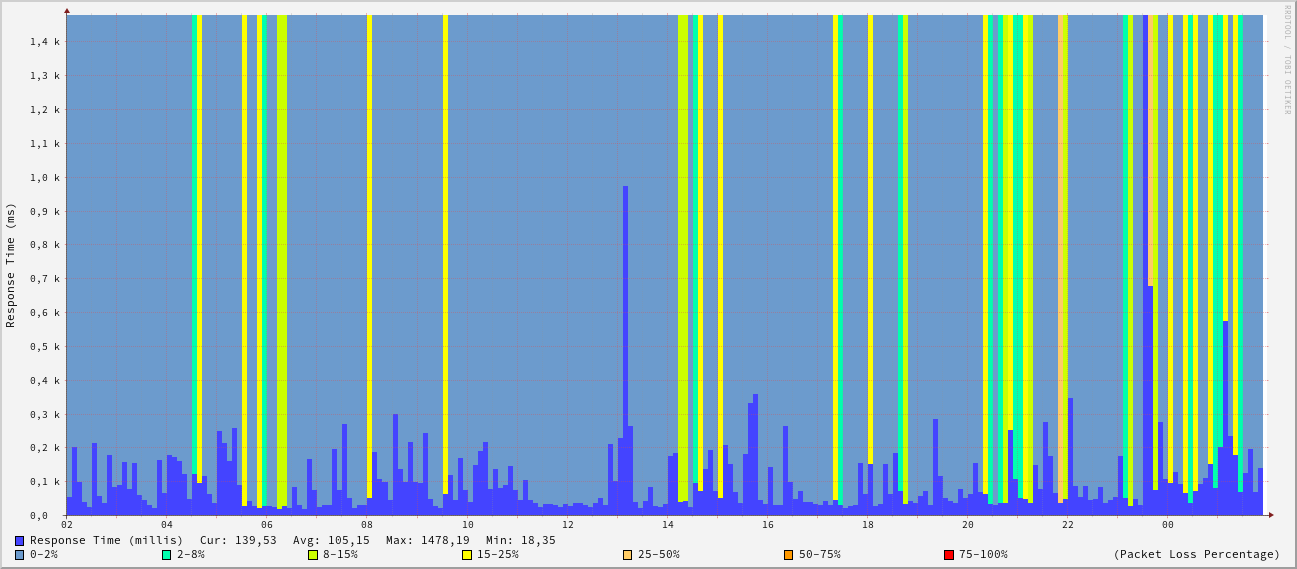 RRDTOOL / TOBI OETIKER
Response Time (ms)
1,4 k
1,3 k
1,2 k
1,1 k
1,0 k
0,9 k
0,8 k
0,7 k
0,6 k
0,5 k
0,4 k
0,3 k
0,2 k
0,1 k
0,0
02 04 06 08 10 12 14 16 18 20 22 00
Response Time (millis) Cur: 139,53 Avg: 105,15 Max: 1478,19 Min: 18,35
0-2% 2-8% 8-15% 15-25% 25-50% 50-75% 75-100% (Packet Loss Percentage)